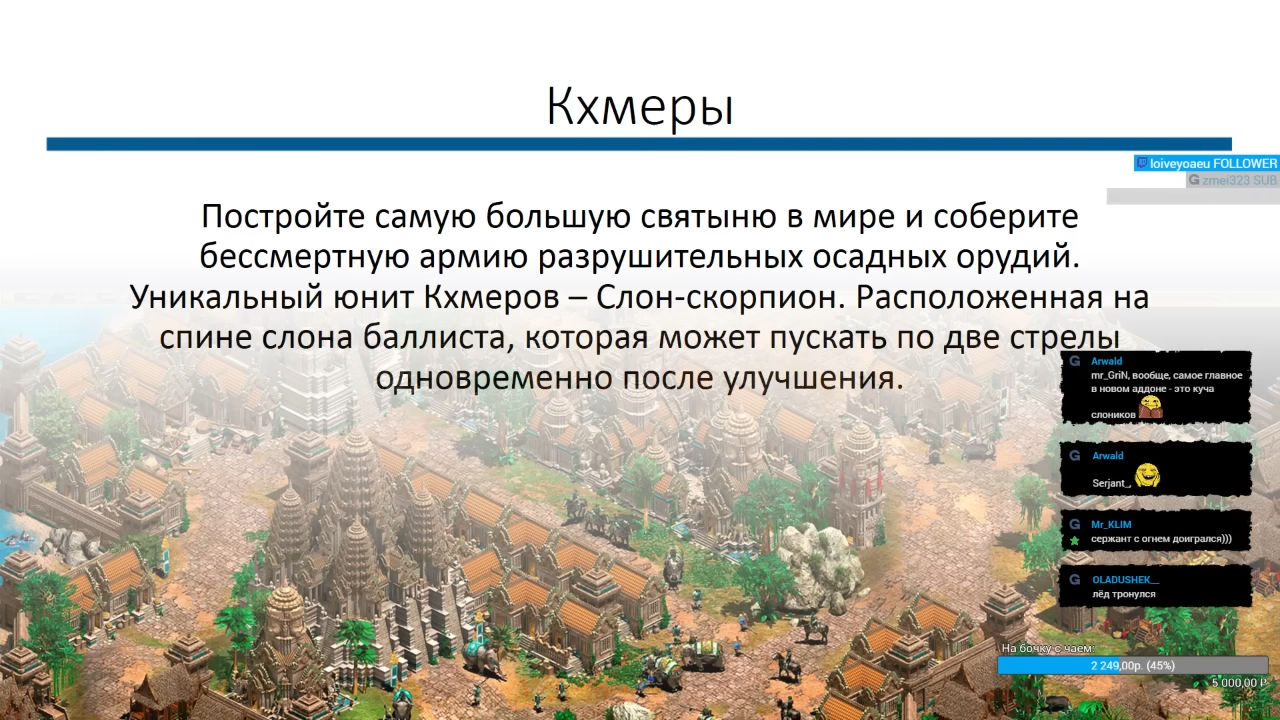 Кхмеры
loiveyoaeu FOLLOWER
G zmei323 SUB
Постройте самую большую святыню в мире и соберите
бессмертную армию разрушительных осадных орудий.
Уникальный юнит Кхмеров – Слон-скорпион. Расположенная на
спине слона баллиста, которая может пускать по две стрелы
одновременно после улучшения.
G Arwald
mr_GriN, вообще, самое главное
в новом аддоне - это куча
слоников
G Arwald
Serjant_,
G Mr_KLIM
сержант с огнем доигрался)))
G OLADUSHEK__
лёд тронулся
На бочку с чаем:
2 249,00р. (45%)
5 000,00 ₽